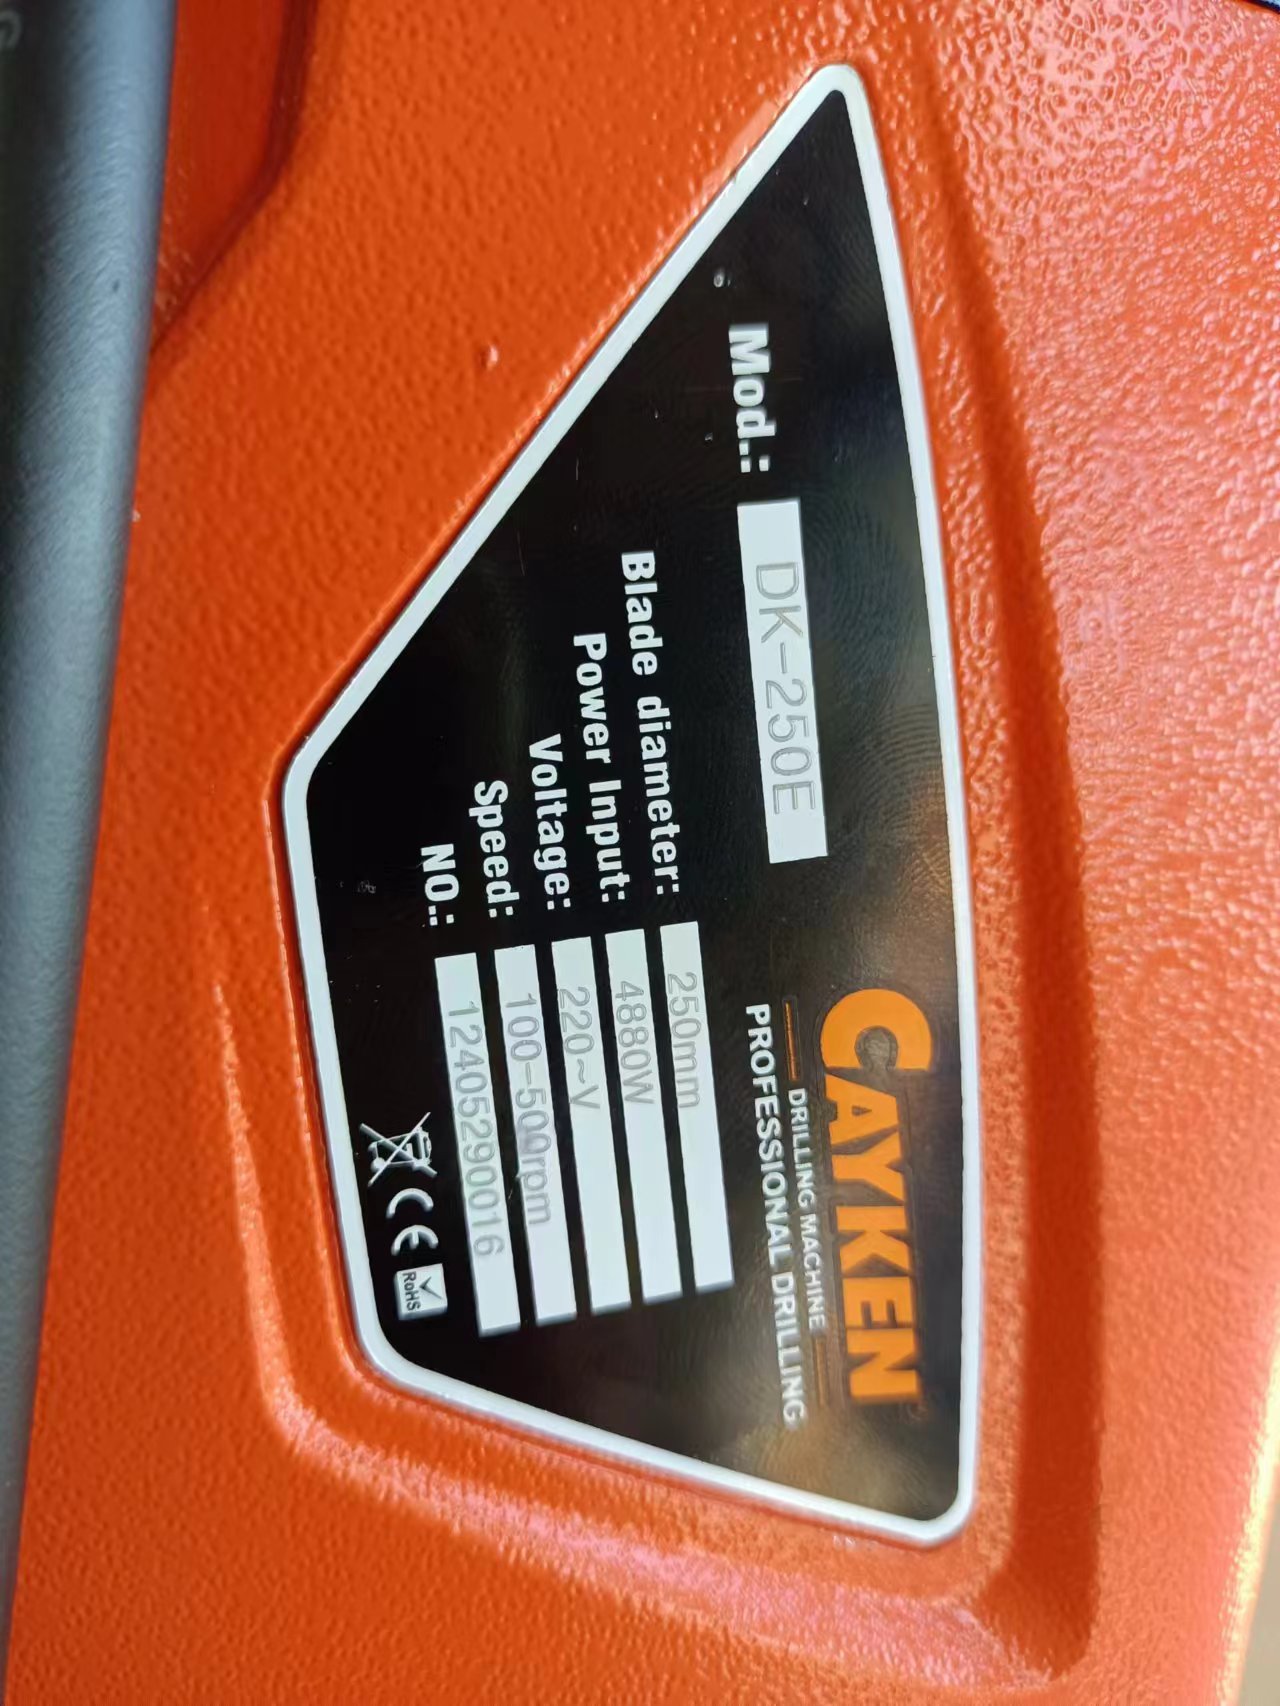 CAYKEN
DRILLING MACHINE
PROFESSIONAL DRILLING
Mod.: DK-250E
Blade diameter: 250mm
Power Input: 4880W
Voltage: 220~V
Speed: 100-500rpm
NO.: 12405290016
CE
RoHS